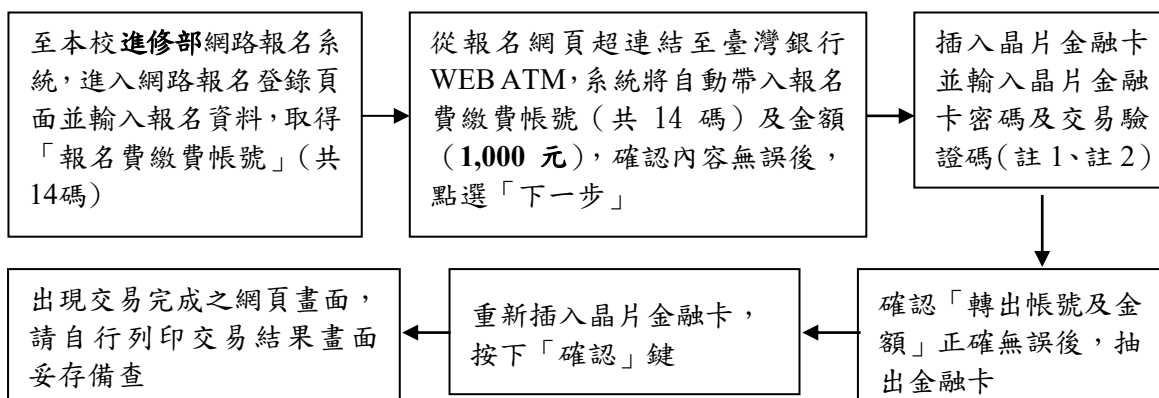 至本校進修部網路報名系
統，進入網路報名登錄頁
面並輸入報名資料，取得
「報名費繳費帳號」（共
14碼）
從報名網頁超連結至臺灣銀行
WEB ATM，系統將自動帶入報名
費繳費帳號（共 14 碼）及金額
（1,000 元），確認內容無誤後，
點選「下一步」
插入晶片金融卡
並輸入晶片金融
卡密碼及交易驗
證碼（註 1、註 2）
確認「轉出帳號及金
額」正確無誤後，抽
出金融卡
重新插入晶片金融卡，
按下「確認」鍵
出現交易完成之網頁畫面，
請自行列印交易結果畫面
妥存備查